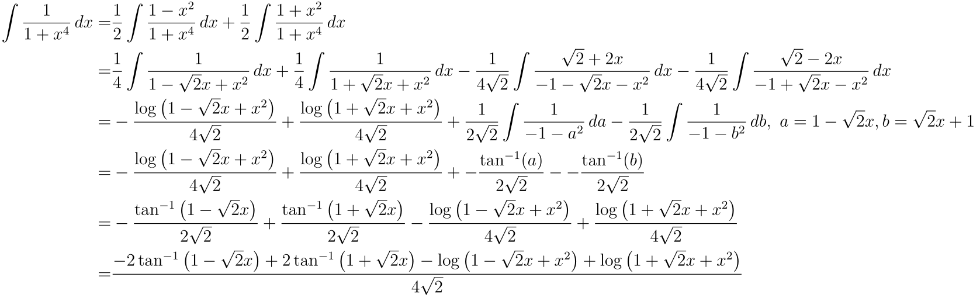 \int \frac{1}{1+x^4}\,dx = \frac{1}{2}\int \frac{1-x^2}{1+x^4}\,dx + \frac{1}{2}\int \frac{1+x^2}{1+x^4}\,dx
= \frac{1}{4}\int \frac{1}{1-\sqrt{2}x+x^2}\,dx + \frac{1}{4}\int \frac{1}{1+\sqrt{2}x+x^2}\,dx - \frac{1}{4\sqrt{2}}\int \frac{\sqrt{2}+2x}{-1-\sqrt{2}x-x^2}\,dx - \frac{1}{4\sqrt{2}}\int \frac{\sqrt{2}-2x}{-1+\sqrt{2}x-x^2}\,dx
= -\frac{\log\left(1-\sqrt{2}x+x^2\right)}{4\sqrt{2}} + \frac{\log\left(1+\sqrt{2}x+x^2\right)}{4\sqrt{2}} + \frac{1}{2\sqrt{2}}\int \frac{1}{-1-a^2}\,da - \frac{1}{2\sqrt{2}}\int \frac{1}{-1-b^2}\,db,\ a=1-\sqrt{2}x, b=\sqrt{2}x+1
= -\frac{\log\left(1-\sqrt{2}x+x^2\right)}{4\sqrt{2}} + \frac{\log\left(1+\sqrt{2}x+x^2\right)}{4\sqrt{2}} + -\frac{\tan^{-1}(a)}{2\sqrt{2}} - -\frac{\tan^{-1}(b)}{2\sqrt{2}}
= -\frac{\tan^{-1}\left(1-\sqrt{2}x\right)}{2\sqrt{2}} + \frac{\tan^{-1}\left(1+\sqrt{2}x\right)}{2\sqrt{2}} - \frac{\log\left(1-\sqrt{2}x+x^2\right)}{4\sqrt{2}} + \frac{\log\left(1+\sqrt{2}x+x^2\right)}{4\sqrt{2}}
= \frac{-2\tan^{-1}\left(1-\sqrt{2}x\right)+2\tan^{-1}\left(1+\sqrt{2}x\right)-\log\left(1-\sqrt{2}x+x^2\right)+\log\left(1+\sqrt{2}x+x^2\right)}{4\sqrt{2}}